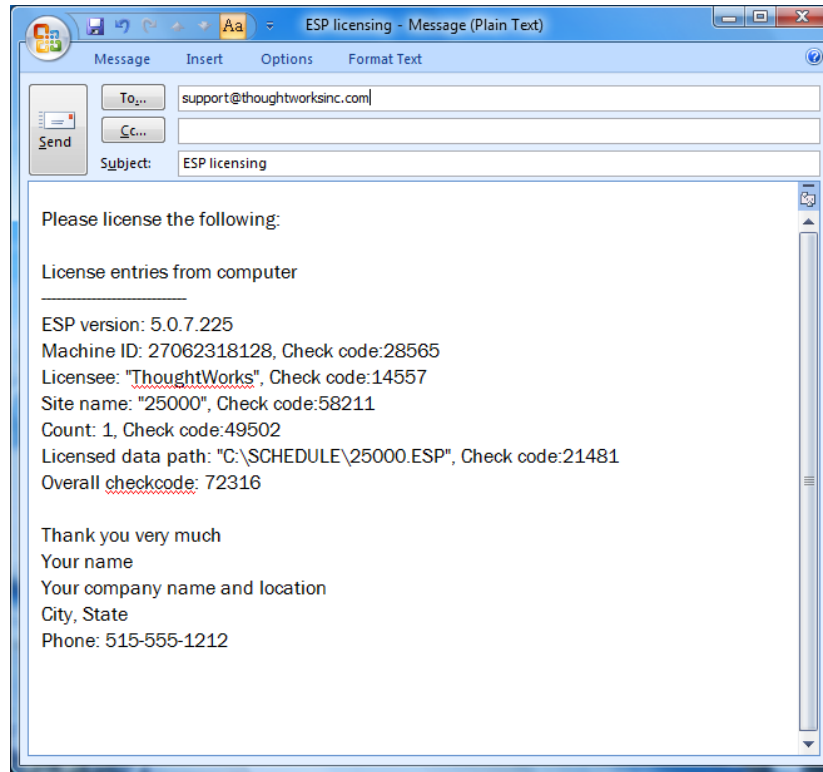 Aa
ESP licensing - Message (Plain Text)
Message Insert Options Format Text
To...
support@thoughtworksinc.com
Send
Cc...
Subject:
ESP licensing
Please license the following:
License entries from computer
-----------------------------
ESP version: 5.0.7.225
Machine ID: 27062318128, Check code:28565
Licensee: "ThoughtWorks", Check code:14557
Site name: "25000", Check code:58211
Count: 1, Check code:49502
Licensed data path: "C:\SCHEDULE\25000.ESP", Check code:21481
Overall checkcode: 72316
Thank you very much
Your name
Your company name and location
City, State
Phone: 515-555-1212